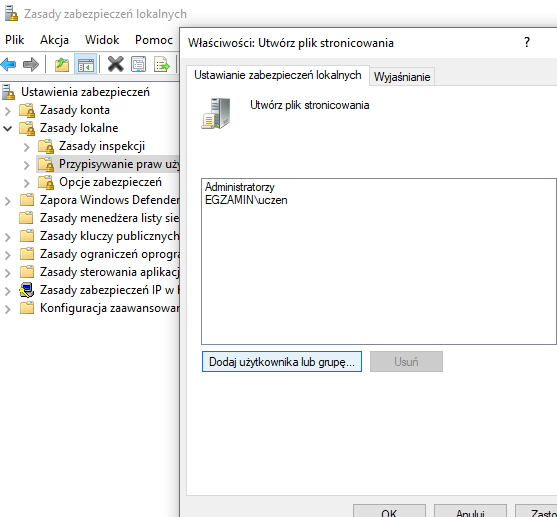 Zasady zabezpieczeń lokalnych
Plik Akcja Widok Pomoc
Ustawienia zabezpieczeń
Zasady konta
Zasady lokalne
Zasady inspekcji
Przypisywanie praw uży
Opcje zabezpieczeń
Zapora Windows Defender
Zasady menedżera listy sie
Zasady kluczy publicznych
Zasady ograniczeń oprogra
Zasady sterowania aplikacj
Zasady zabezpieczeń IP w
Konfiguracja zaawansowan
Właściwości: Utwórz plik stronicowania
?
Ustawianie zabezpieczeń lokalnych
Wyjaśnianie
Utwórz plik stronicowania
Administratorzy
EGZAMIN\uczen
Dodaj użytkownika lub grupę...
Usuń
OK
Anuluj
Zasto